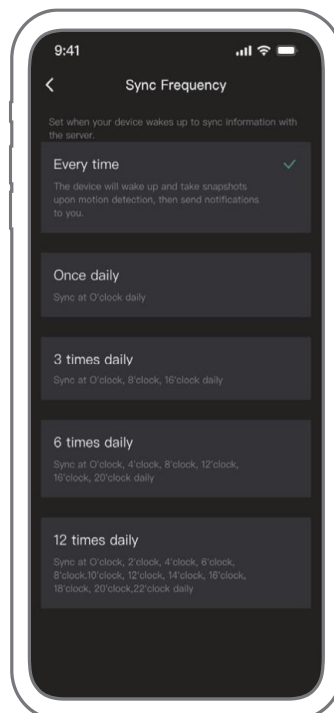 9:41
Sync Frequency
Set when your device wakes up to sync information with
the server.
Every time
The device will wake up and take snapshots
upon motion detection, then send notifications
to you.
Once daily
Sync at O'clock daily
3 times daily
Sync at O'clock, 8'clock, 16'clock daily
6 times daily
Sync at O'clock, 4'clock, 8'clock, 12'clock,
16'clock, 20'clock daily
12 times daily
Sync at O'clock, 2'clock, 4'clock, 6'clock,
8'clock.10'clock, 12'clock, 14'clock, 16'clock,
18'clock, 20'clock,22'clock daily